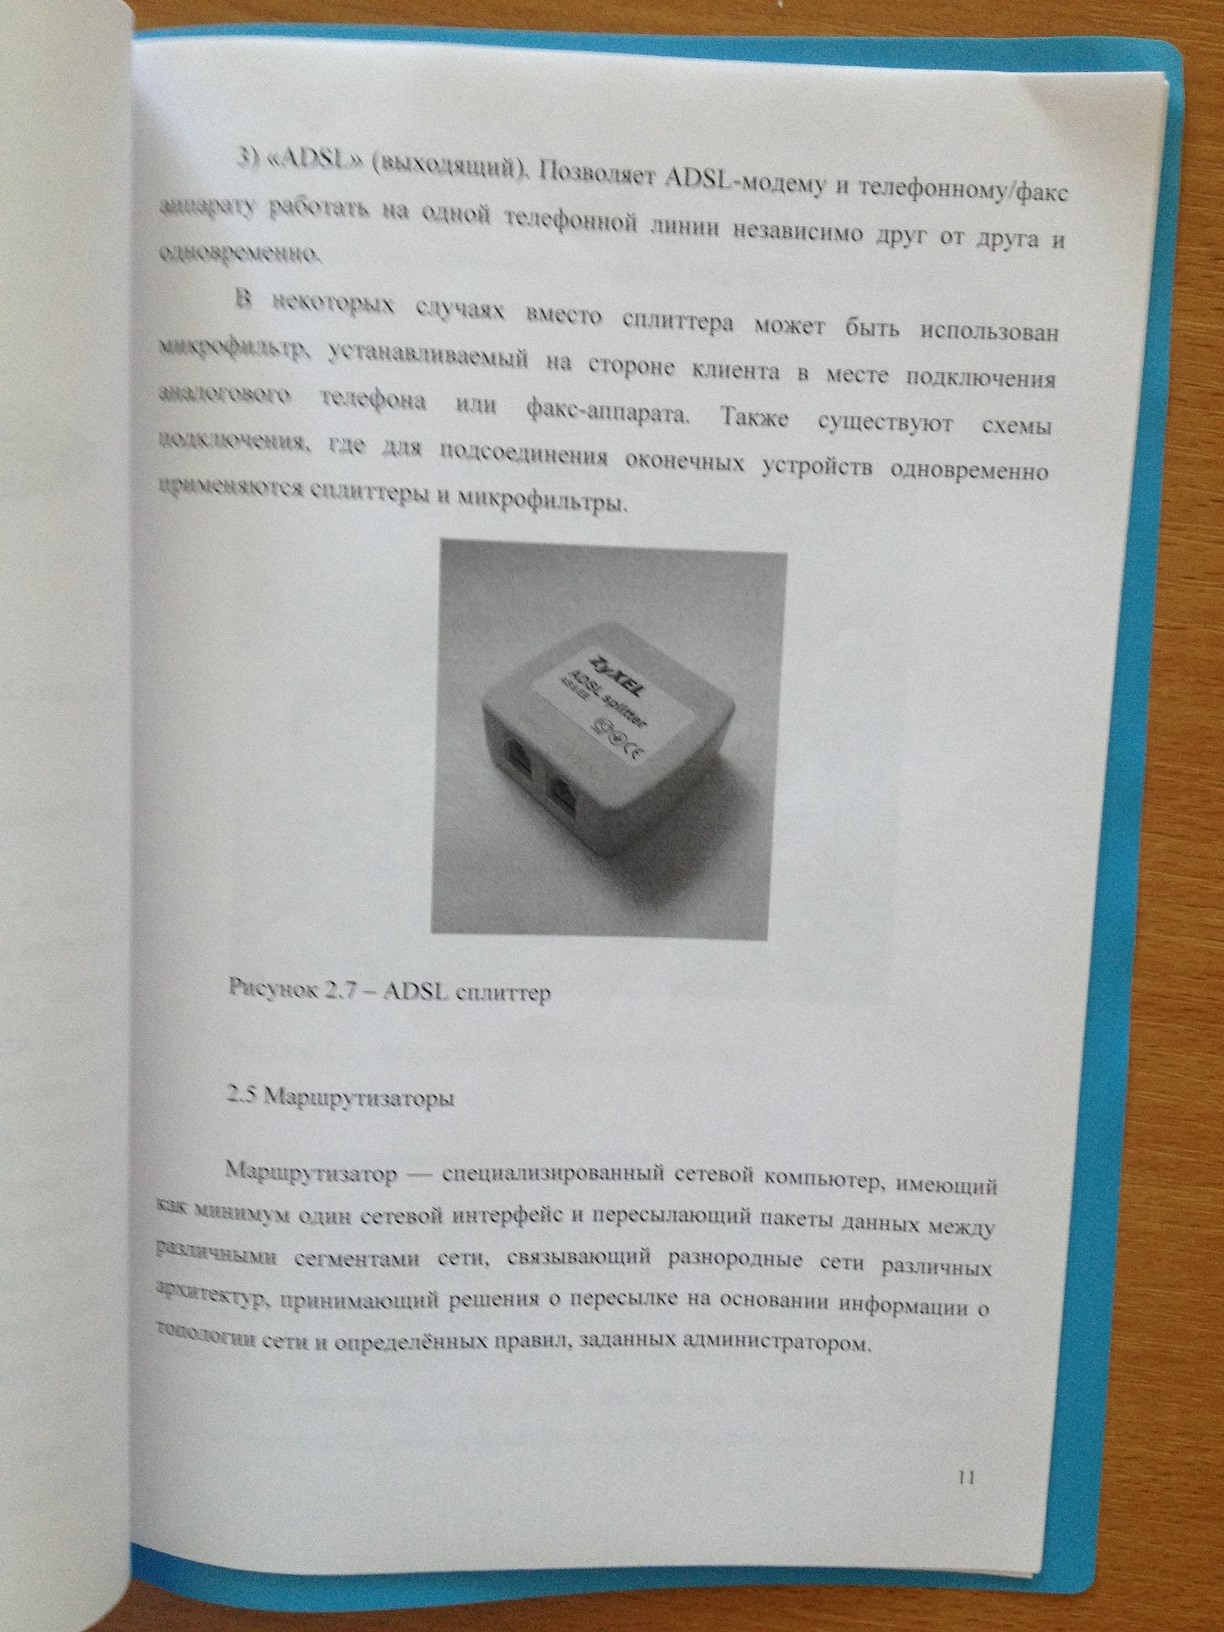 3) «ADSL» (выходящий). Позволяет ADSL-модему и телефонному/факс
аппарату работать на одной телефонной линии независимо друг от друга и
одновременно.
В некоторых случаях вместо сплиттера может быть использован
микрофильтр, устанавливаемый на стороне клиента в месте подключения
аналогового телефона или факс-аппарата. Также существуют схемы
подключения, где для подсоединения оконечных устройств одновременно
применяются сплиттеры и микрофильтры.
ZyXEL
ADSL splitter
CE
Рисунок 2.7 – ADSL сплиттер
2.5 Маршрутизаторы
Маршрутизатор — специализированный сетевой компьютер, имеющий
как минимум один сетевой интерфейс и пересылающий пакеты данных между
различными сегментами сети, связывающий разнородные сети различных
архитектур, принимающий решения о пересылке на основании информации о
топологии сети и определённых правил, заданных администратором.
11